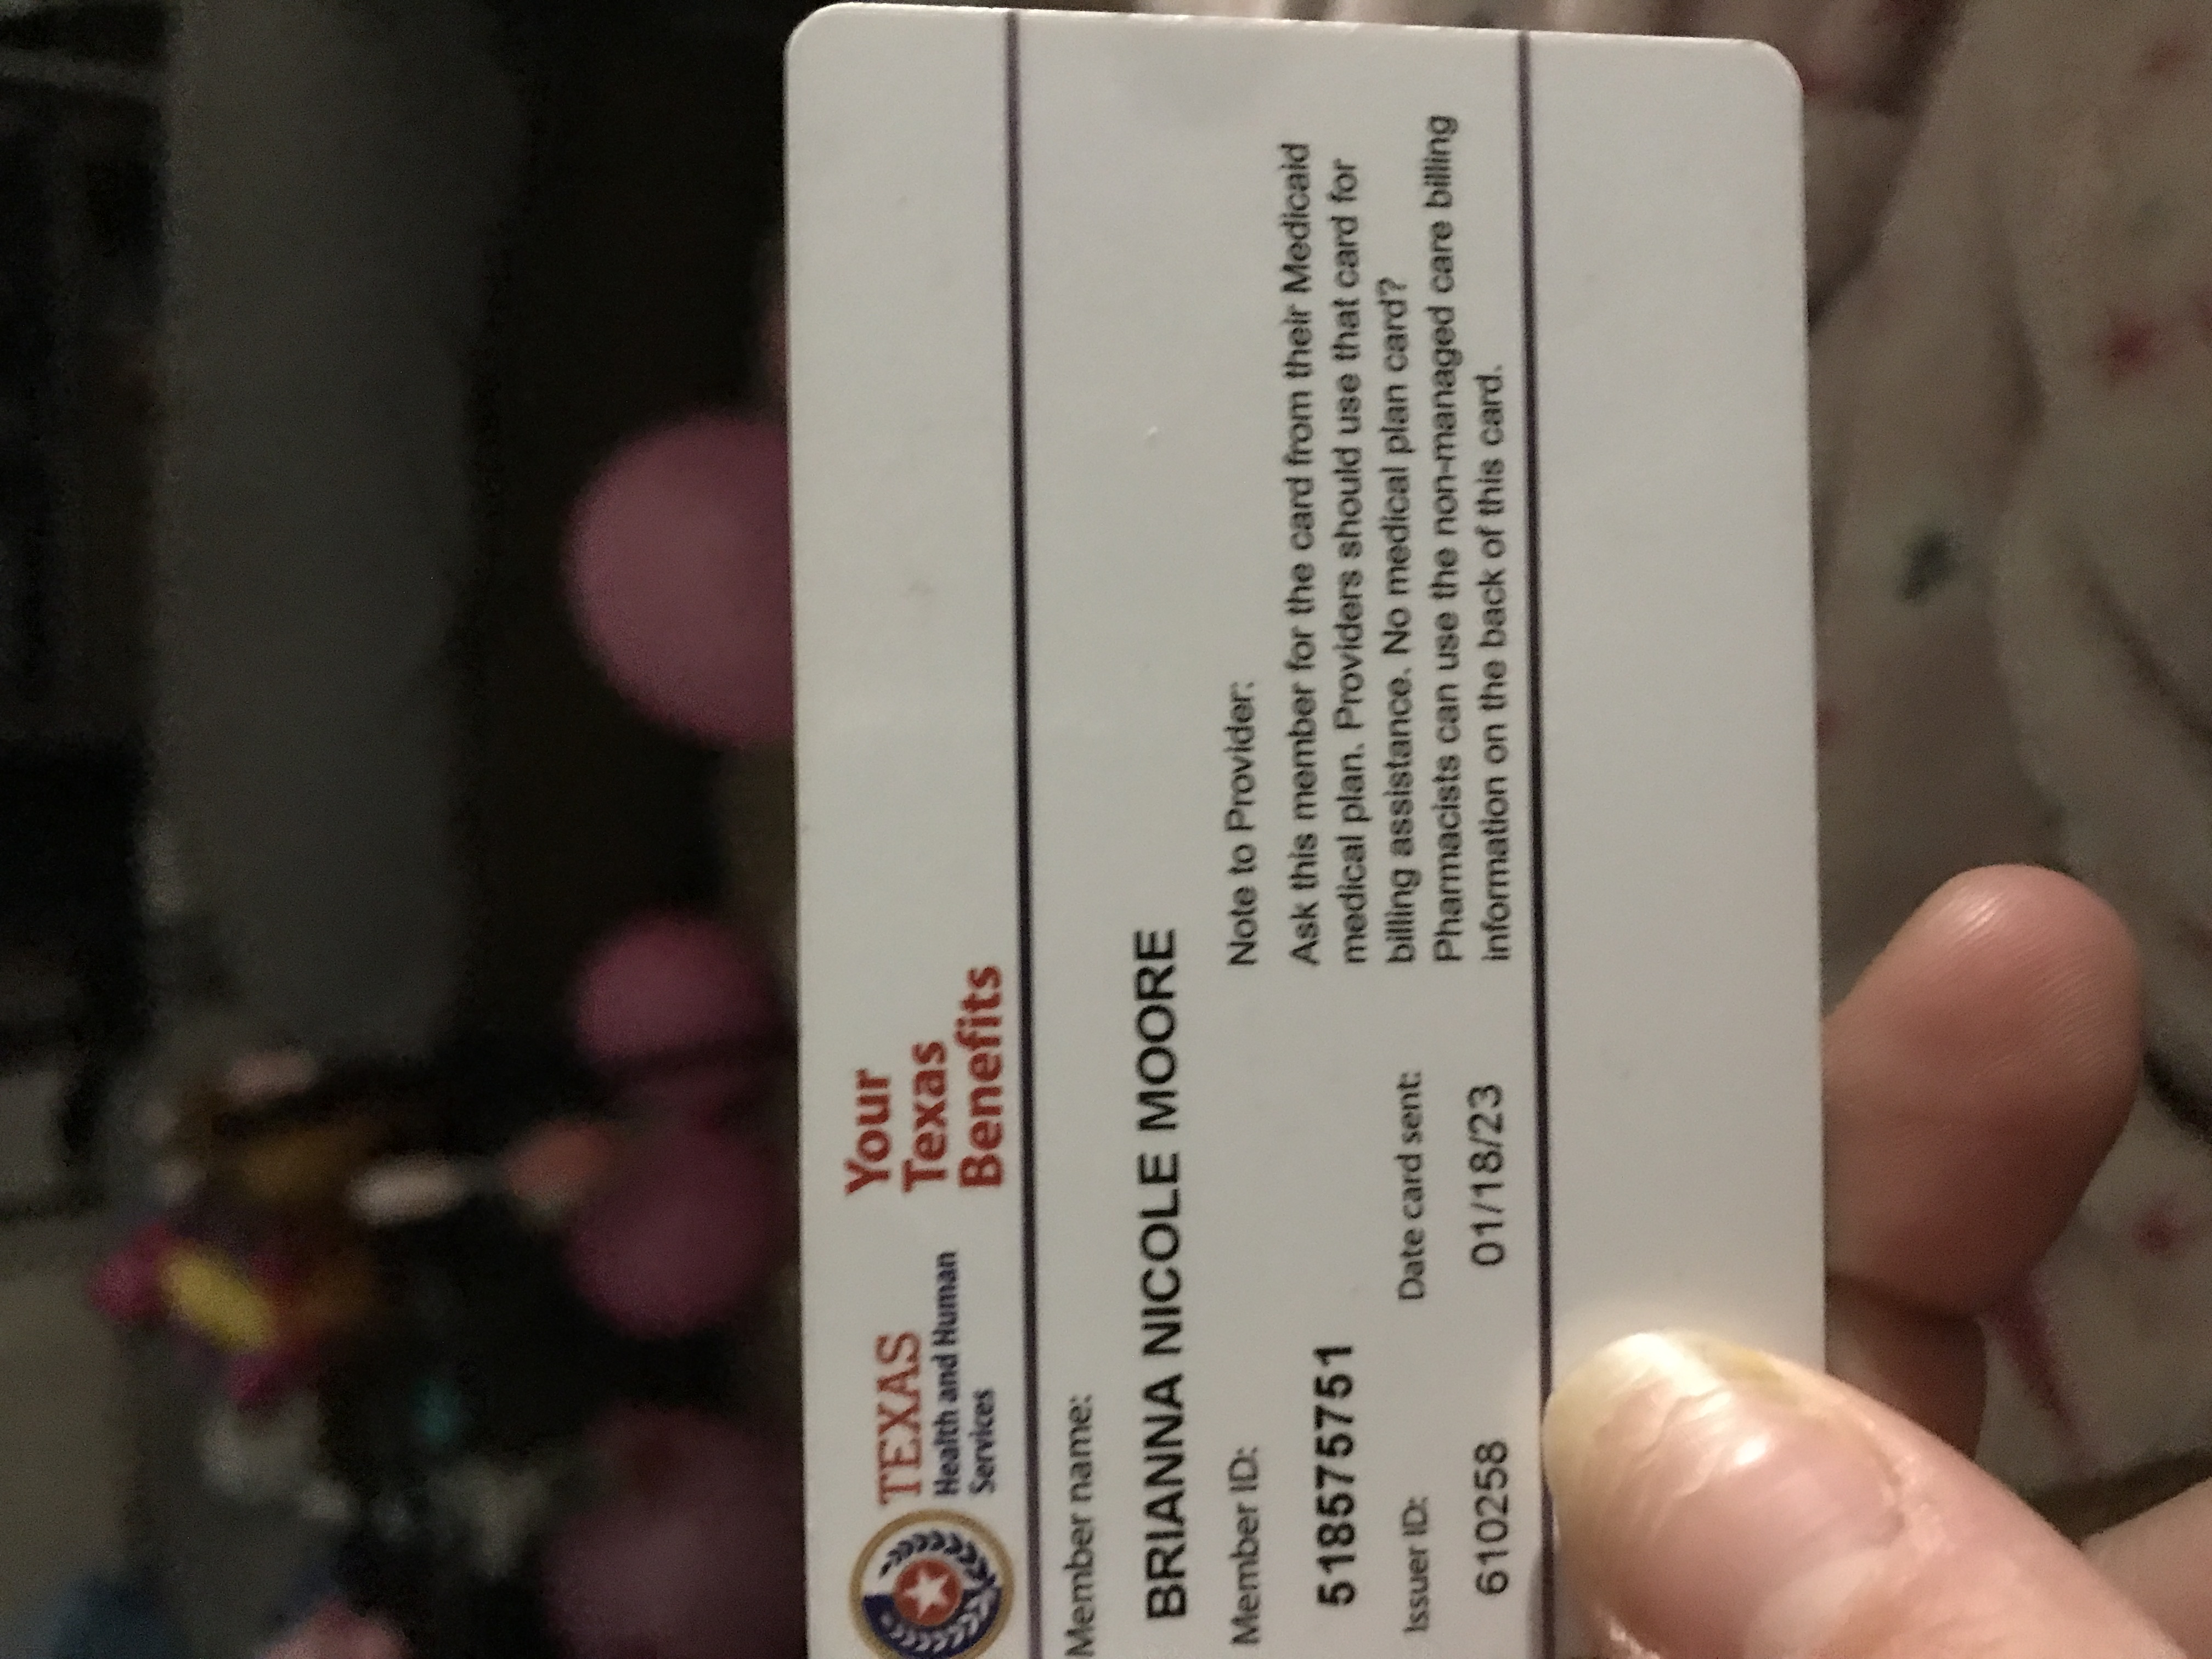 TEXAS
Health and Human
Services
Your
Texas
Benefits
Member name:
BRIANNA NICOLE MOORE
Member ID:
518575751
Note to Provider:
Ask this member for the card from their Medicaid
medical plan. Providers should use that card for
billing assistance. No medical plan card?
Pharmacists can use the non-managed care billing
information on the back of this card.
Issuer ID:
610258
Date card sent:
01/18/23